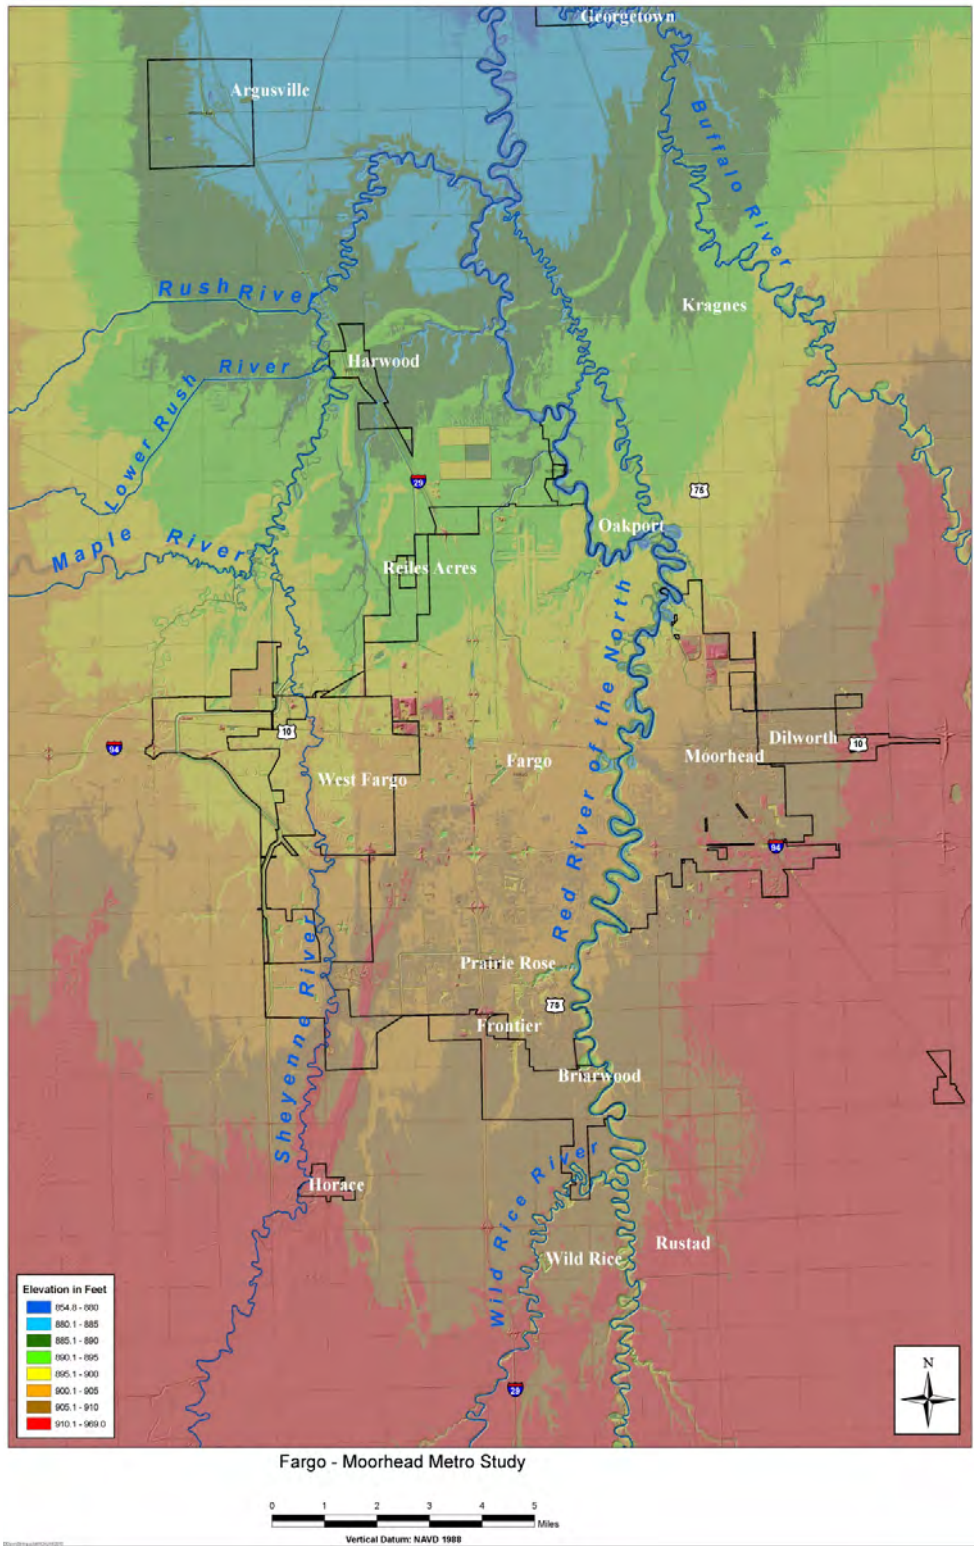 Georgetown
Argusville
Buffalo River
Rush River
Kragnes
Harwood
Lower Rush River
29
75
Oakport
Maple River
Reiles Acres
Red River of the North
10
94
West Fargo
Fargo
Moorhead
Dilworth
10
94
Sheyenne River
Prairie Rose
75
Frontier
Briarwood
Horace
Wild Rice River
Wild Rice
Rustad
29
Elevation in Feet
854.8 - 880
880.1 - 885
885.1 - 890
890.1 - 895
895.1 - 900
900.1 - 905
905.1 - 910
910.1 - 969.0
N
Fargo - Moorhead Metro Study
0 1 2 3 4 5
Miles
Vertical Datum: NAVD 1988